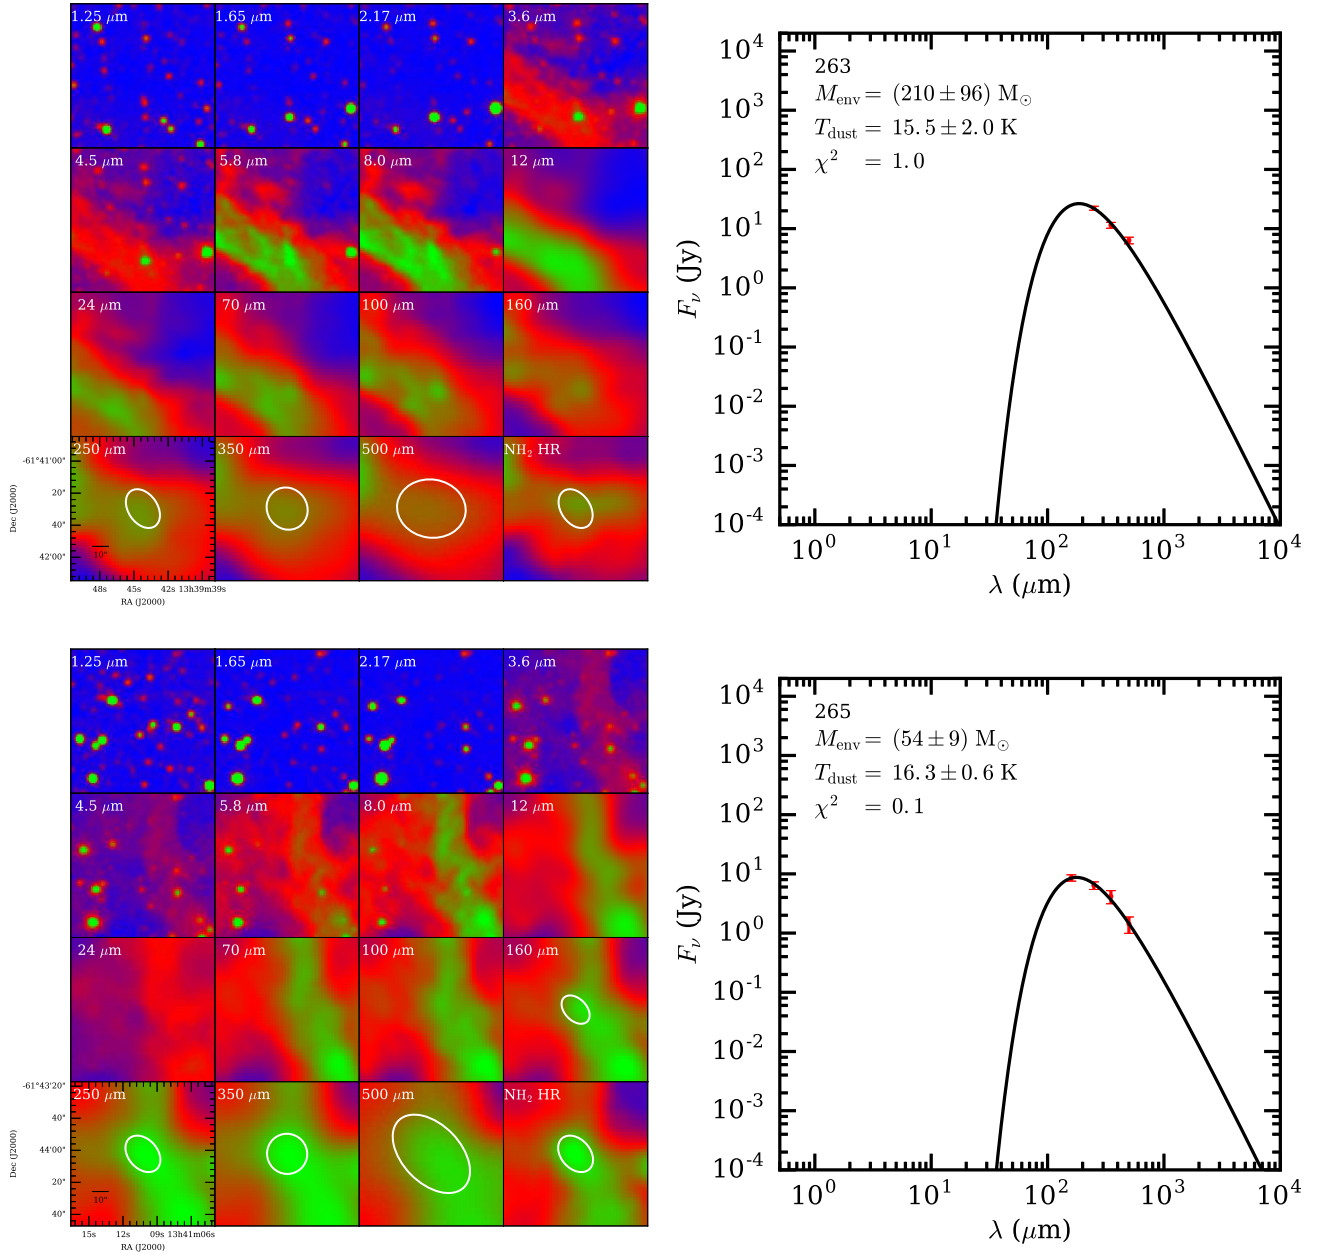 1.25 μm 1.65 μm 2.17 μm 3.6 μm
4.5 μm 5.8 μm 8.0 μm 12 μm
24 μm 70 μm 100 μm 160 μm
250 μm 350 μm 500 μm NH₂ HR
-61°41'00"
20"
40"
42'00"
Dec (J2000)
10"
48s 45s 42s 13h39m39s
RA (J2000)
263
M_env = (210 ± 96) M_⊙
T_dust = 15.5 ± 2.0 K
χ² = 1.0
10⁴
10³
10²
10¹
10⁰
10⁻¹
10⁻²
10⁻³
10⁻⁴
F_ν (Jy)
10⁰ 10¹ 10² 10³ 10⁴
λ (μm)
1.25 μm 1.65 μm 2.17 μm 3.6 μm
4.5 μm 5.8 μm 8.0 μm 12 μm
24 μm 70 μm 100 μm 160 μm
250 μm 350 μm 500 μm NH₂ HR
-61°43'20"
40"
44'00"
20"
40"
Dec (J2000)
10"
15s 12s 09s 13h41m06s
RA (J2000)
265
M_env = (54 ± 9) M_⊙
T_dust = 16.3 ± 0.6 K
χ² = 0.1
10⁴
10³
10²
10¹
10⁰
10⁻¹
10⁻²
10⁻³
10⁻⁴
F_ν (Jy)
10⁰ 10¹ 10² 10³ 10⁴
λ (μm)